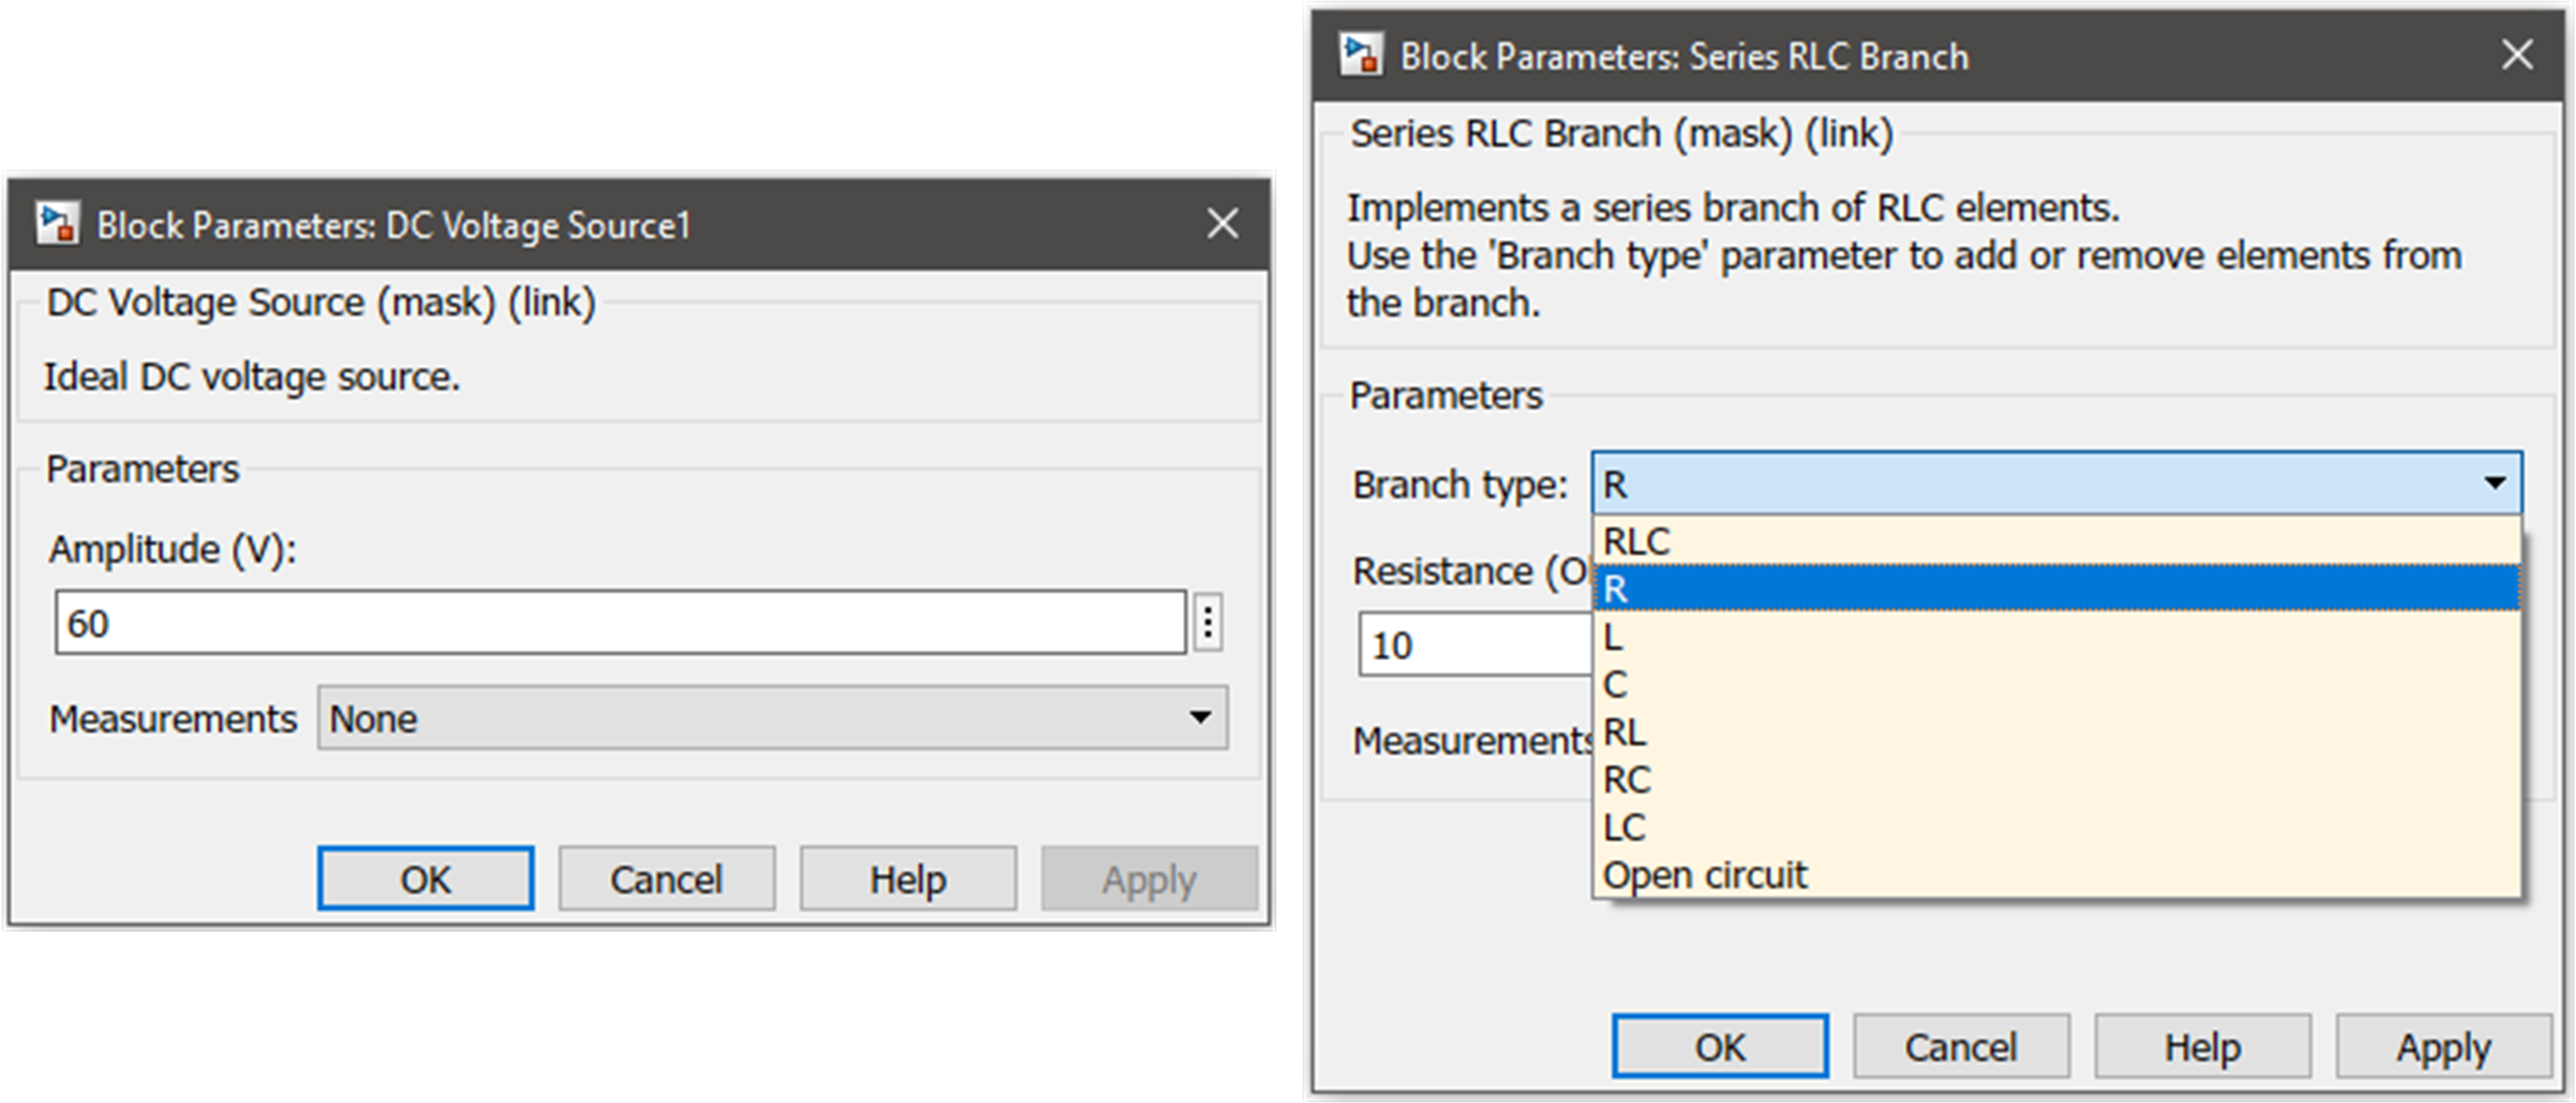 Block Parameters: DC Voltage Source1
DC Voltage Source (mask) (link)
Ideal DC voltage source.
Parameters
Amplitude (V):
60
Measurements None
OK Cancel Help Apply
Block Parameters: Series RLC Branch
Series RLC Branch (mask) (link)
Implements a series branch of RLC elements.
Use the 'Branch type' parameter to add or remove elements from
the branch.
Parameters
Branch type: R
RLC
Resistance
R
L
10
C
Measurements
RL
RC
LC
Open circuit
OK Cancel Help Apply